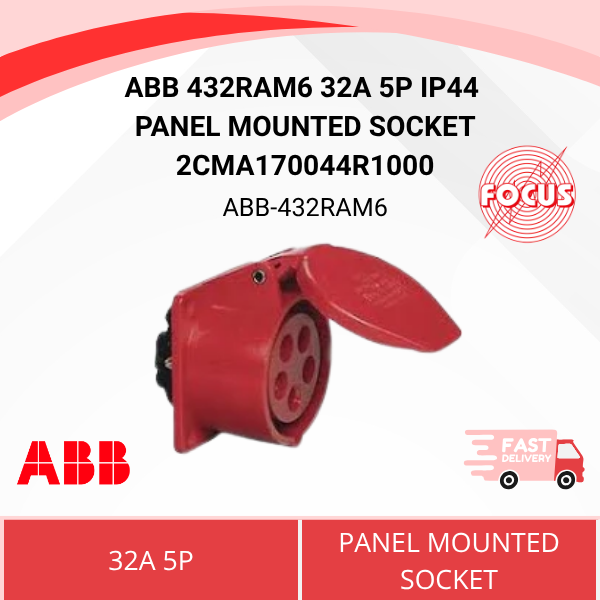 ABB 432RAM6 32A 5P IP44
PANEL MOUNTED SOCKET
2CMA170044R1000
ABB-432RAM6
FOCUS
ABB
FAST
DELIVERY
32A 5P
PANEL MOUNTED
SOCKET